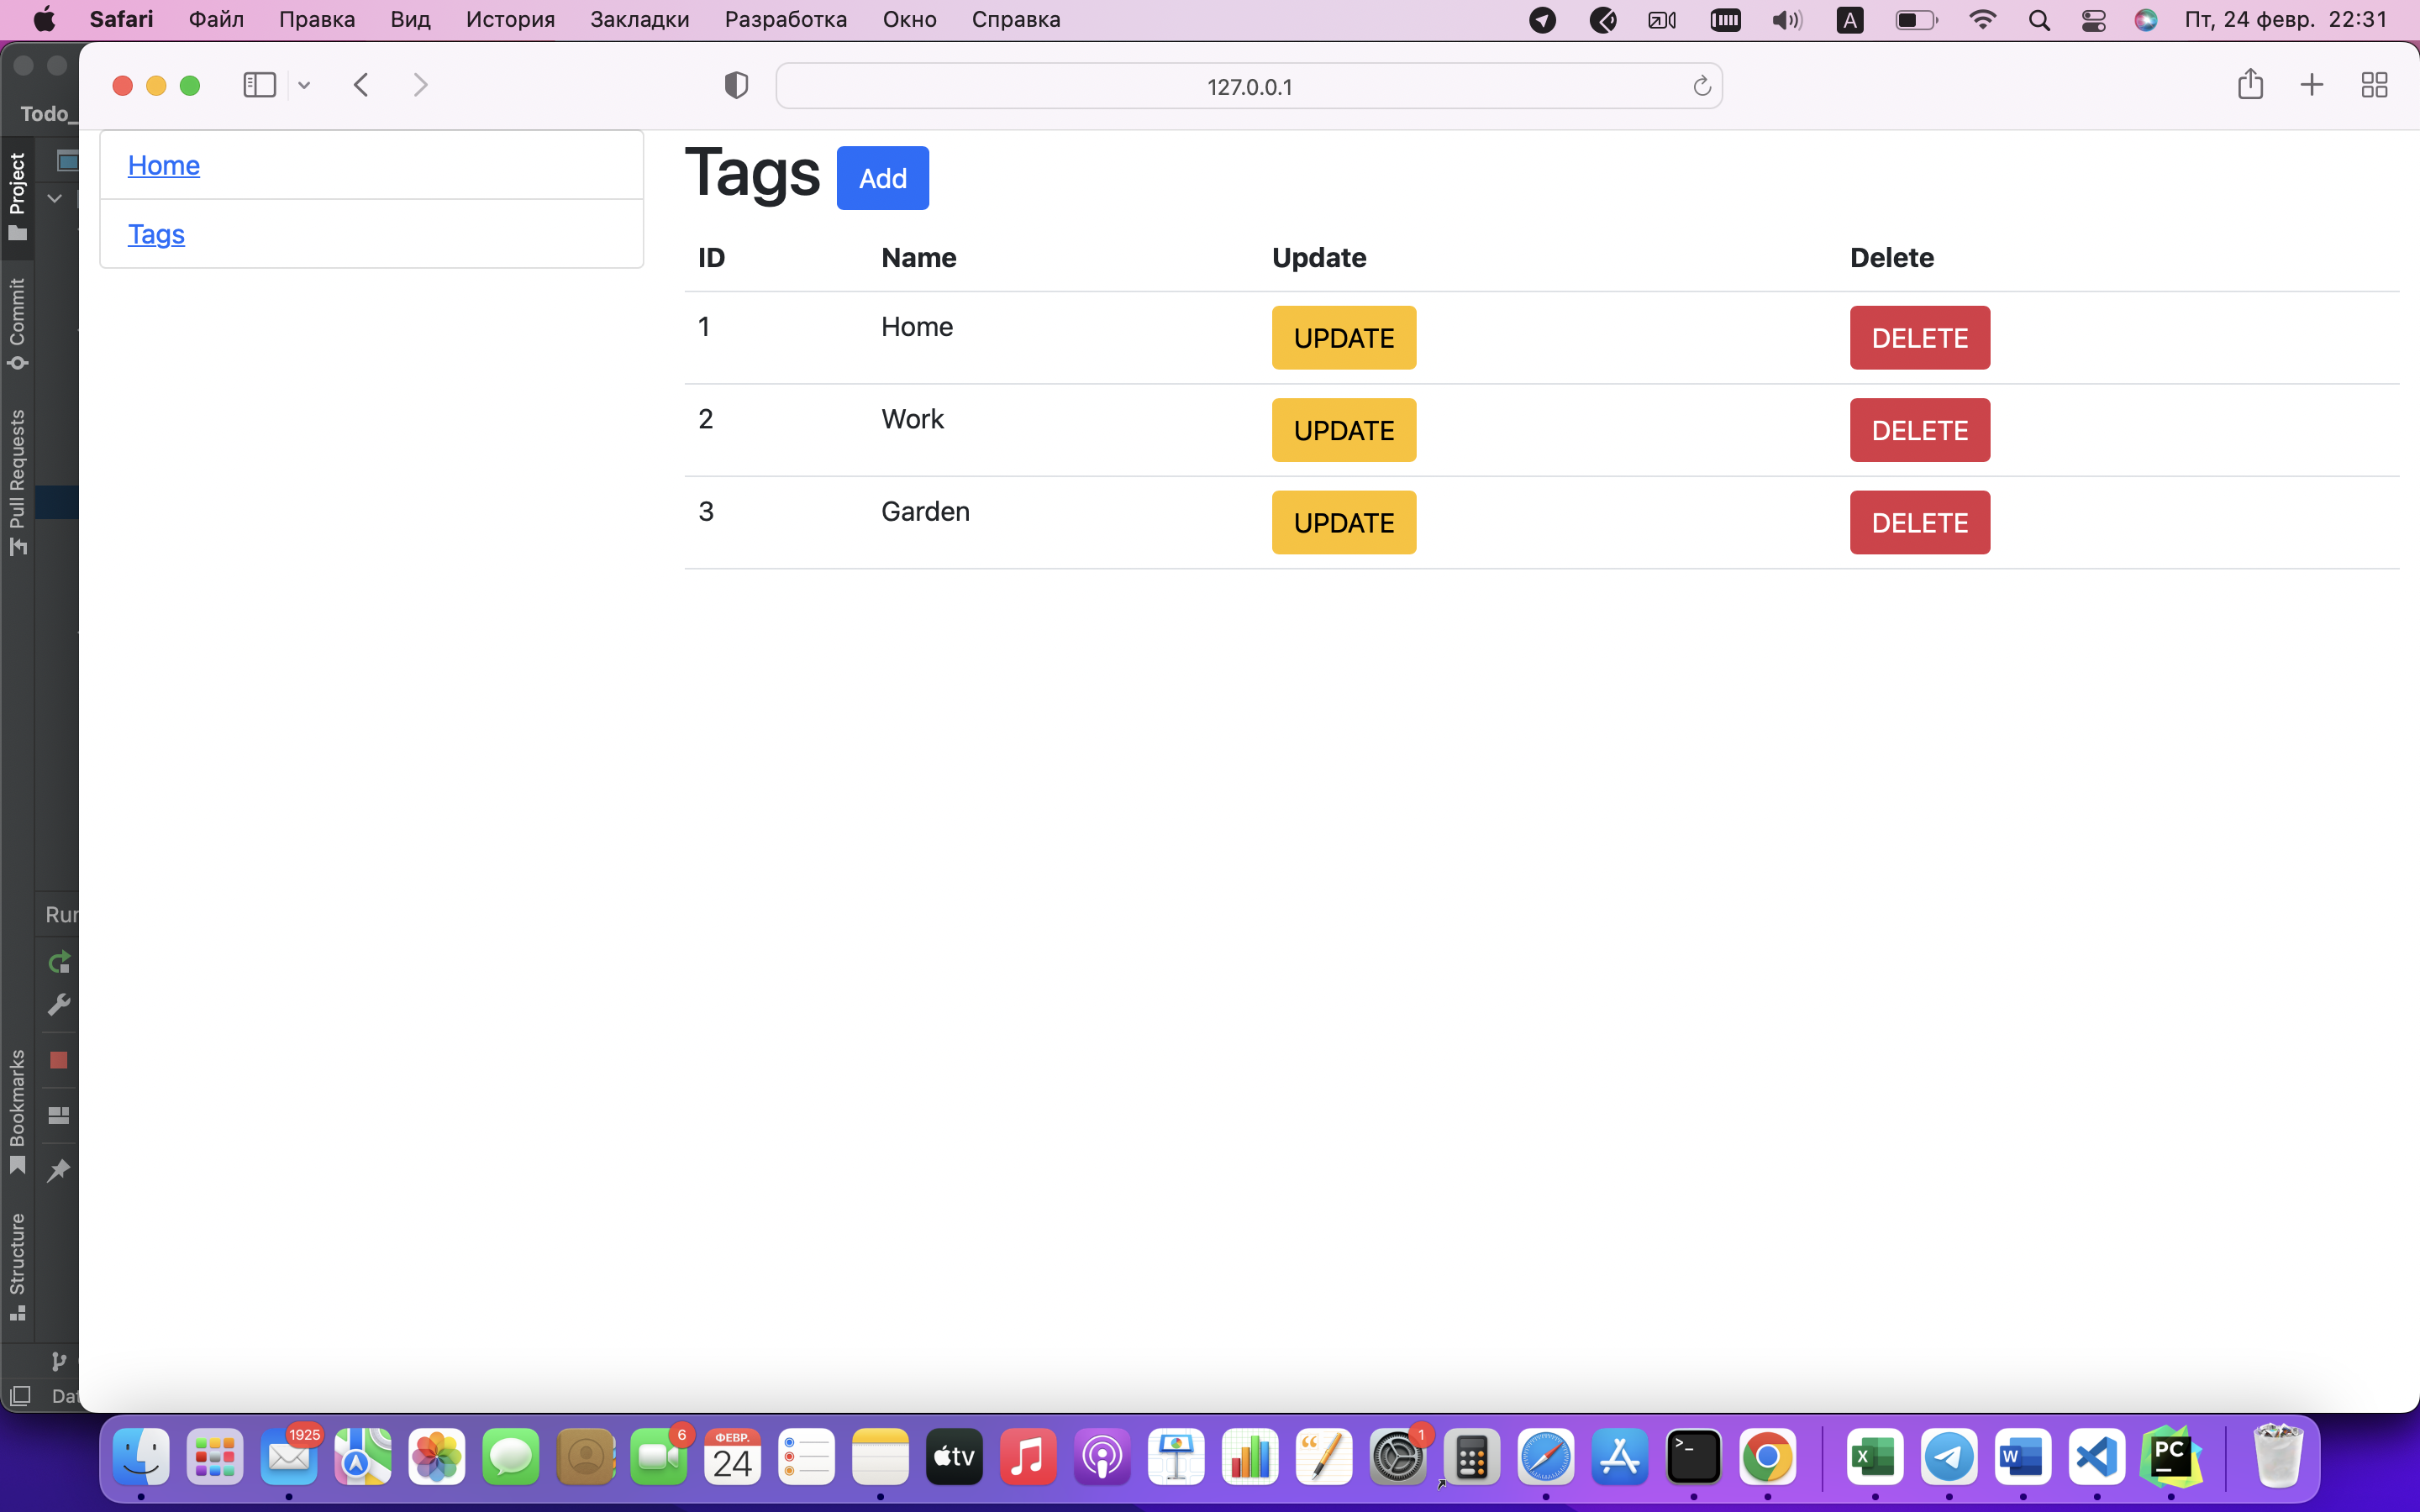 Safari Файл Правка Вид История Закладки Разработка Окно Справка A Пт, 24 февр. 22:31
127.0.0.1
Todo_
Project
Commit
Pull Requests
Bookmarks
Structure
Home
Tags
Tags Add
ID Name Update Delete
1 Home UPDATE DELETE
2 Work UPDATE DELETE
3 Garden UPDATE DELETE
Run
Dat
1925
6
ФЕВР.
24
tv
1
X
W
PC